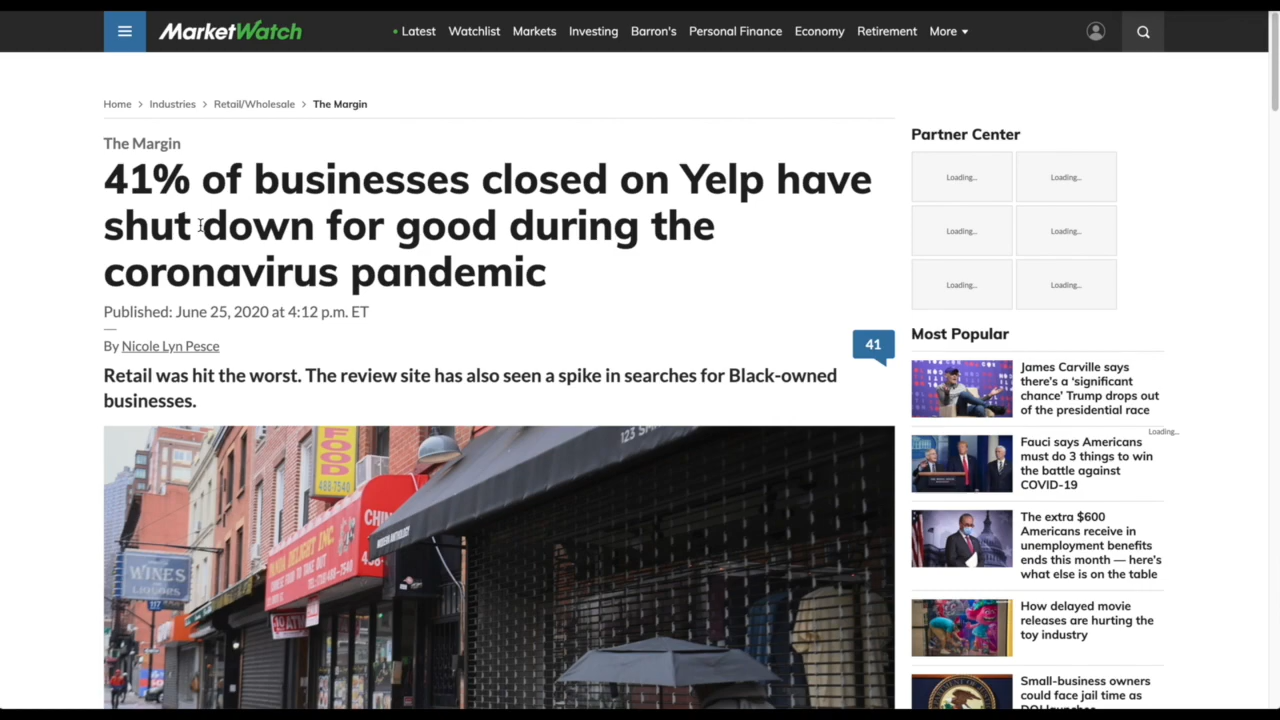 MarketWatch
• Latest Watchlist Markets Investing Barron's Personal Finance Economy Retirement More
Home > Industries > Retail/Wholesale > The Margin
The Margin
41% of businesses closed on Yelp have
shut down for good during the
coronavirus pandemic
Published: June 25, 2020 at 4:12 p.m. ET
By Nicole Lyn Pesce
41
Retail was hit the worst. The review site has also seen a spike in searches for Black-owned
businesses.
FOOD
488-7540
WINES
LIQUORS
117
Partner Center
Loading... Loading...
Loading... Loading...
Loading... Loading...
Most Popular
James Carville says
there's a ‘significant
chance’ Trump drops out
of the presidential race
Loading...
Fauci says Americans
must do 3 things to win
the battle against
COVID-19
The extra $600
Americans receive in
unemployment benefits
ends this month — here's
what else is on the table
How delayed movie
releases are hurting the
toy industry
Small-business owners
could face jail time as